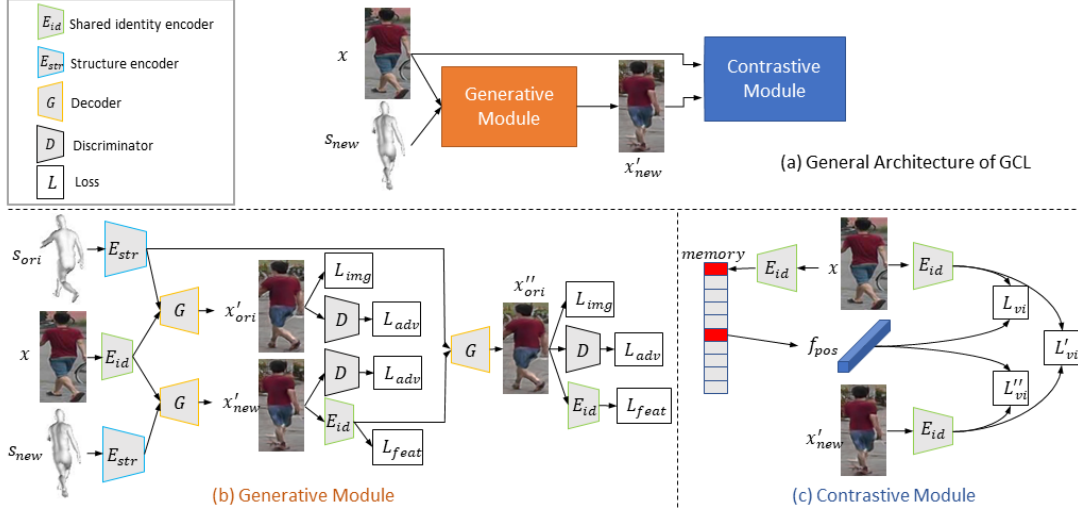 E_id Shared identity encoder
E_str Structure encoder
G Decoder
D Discriminator
L Loss
x
s_new
Generative
Module
x'_new
Contrastive
Module
(a) General Architecture of GCL
s_ori
E_str
G
x'_ori
L_img
D
L_adv
x
E_id
G
x'_new
D
L_adv
E_id
L_feat
s_new
E_str
G
x''_ori
L_img
D
L_adv
E_id
L_feat
(b) Generative Module
memory
E_id
x
E_id
L_vi
f_pos
L'_vi
L''_vi
x'_new
E_id
(c) Contrastive Module